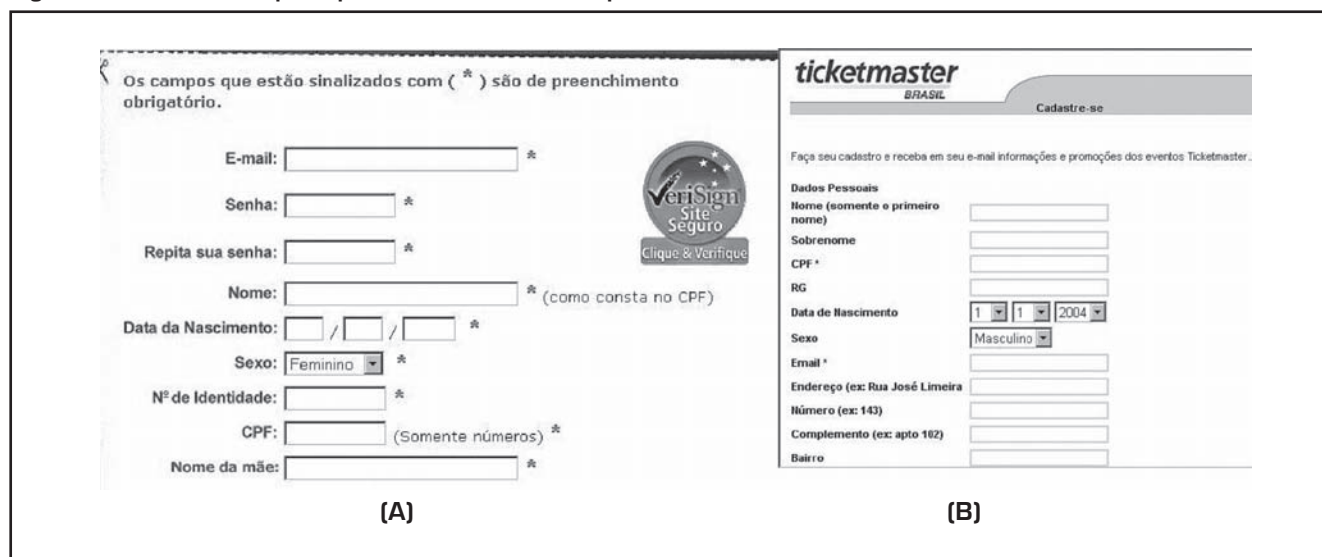 Os campos que estão sinalizados com ( * ) são de preenchimento
obrigatório.
E-mail: *
Senha: *
Repita sua senha: *
Nome: * (como consta no CPF)
Data da Nascimento: / / *
Sexo: Feminino *
Nº de Identidade: *
CPF: (Somente números) *
Nome da mãe: *
VeriSign
Site
Seguro
Clique & Verifique
(A)
ticketmaster
BRASIL
Cadastre-se
Faça seu cadastro e receba em seu e-mail informações e promoções dos eventos Ticketmaster.
Dados Pessoais
Nome (somente o primeiro
nome)
Sobrenome
CPF *
RG
Data de Nascimento 1 1 2004
Sexo Masculino
Email *
Endereço (ex: Rua José Limeira
Número (ex: 143)
Complemento (ex: apto 102)
Bairro
(B)